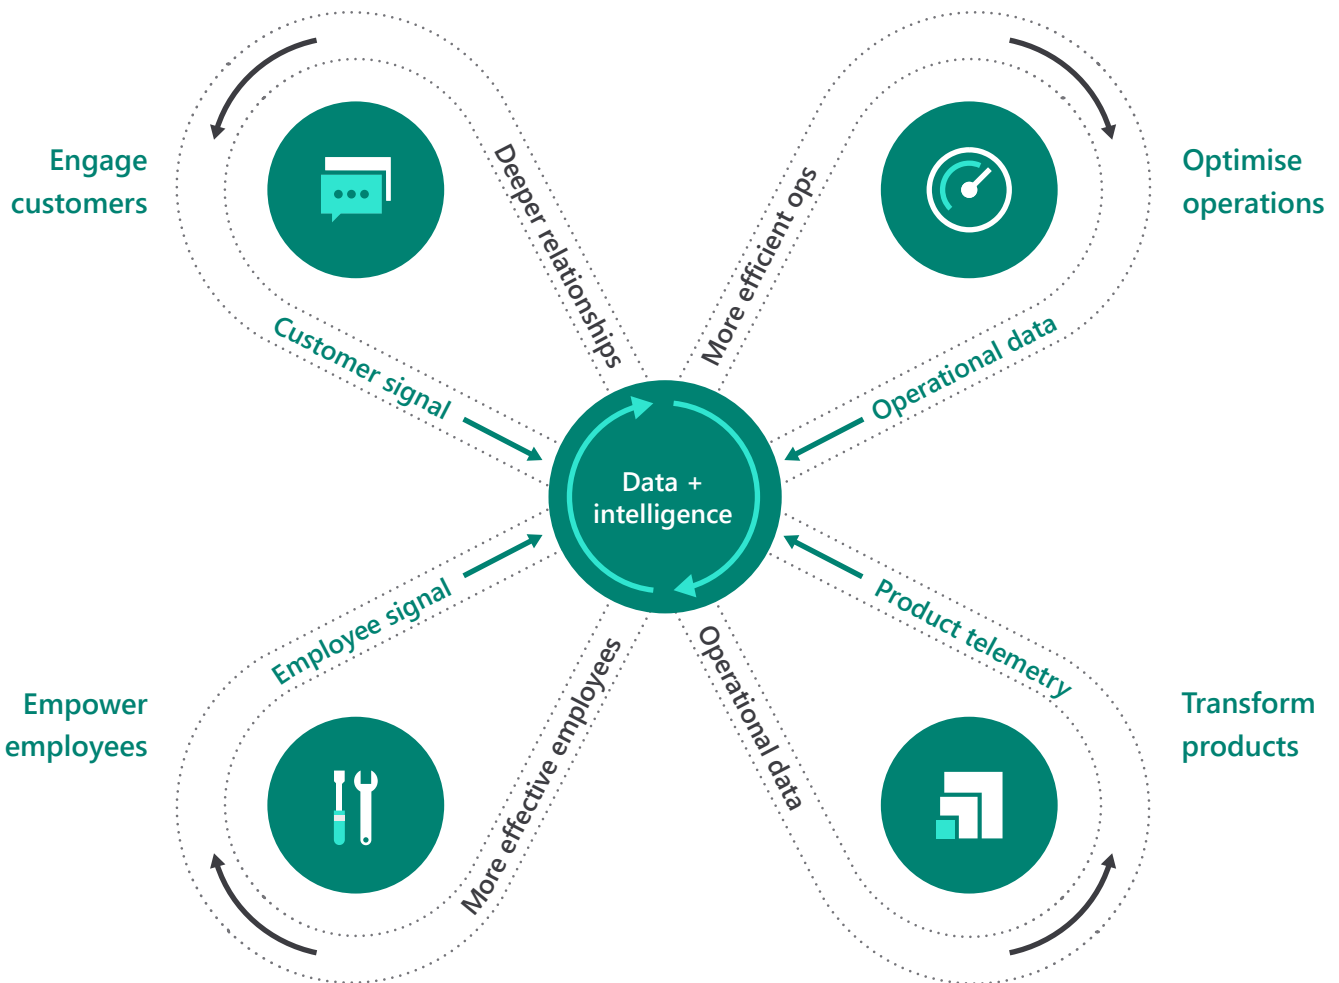 Engage
customers
Deeper relationships
Customer signal
More efficient ops
Operational data
Optimise
operations
Data +
intelligence
Empower
employees
Employee signal
More effective employees
Operational data
Product telemetry
Transform
products